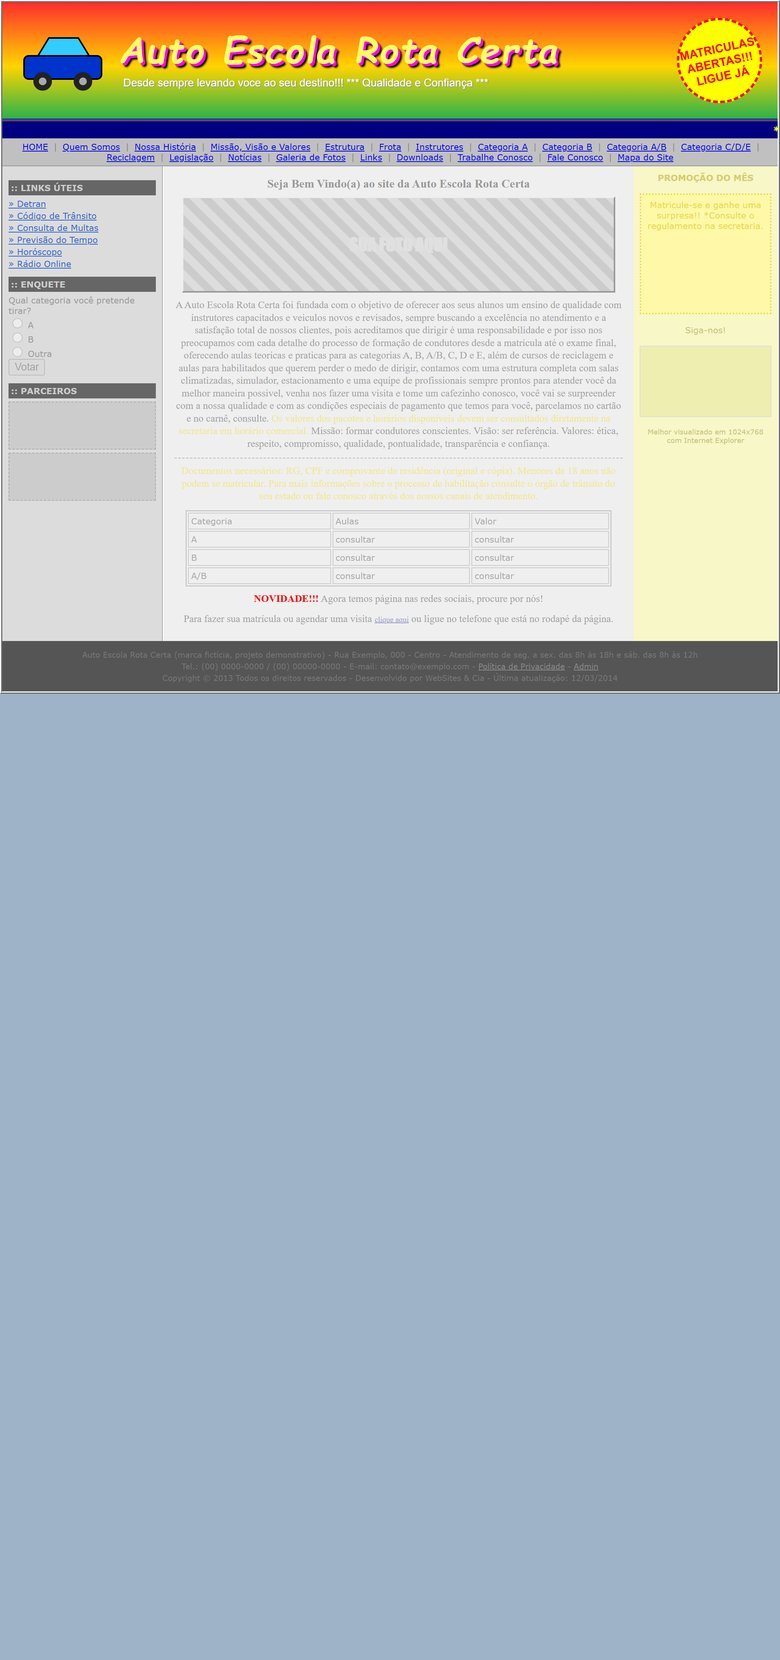 Auto Escola Rota Certa
Desde sempre levando voce ao seu destino!!! *** Qualidade e Confiança ***
MATRICULAS
ABERTAS!!!
LIGUE JÁ
HOME | Quem Somos | Nossa História | Missão, Visão e Valores | Estrutura | Frota | Instrutores | Categoria A | Categoria B | Categoria A/B | Categoria C/D/E |
Reciclagem | Legislação | Notícias | Galeria de Fotos | Links | Downloads | Trabalhe Conosco | Fale Conosco | Mapa do Site
:: LINKS ÚTEIS
» Detran
» Código de Trânsito
» Consulta de Multas
» Previsão do Tempo
» Horóscopo
» Rádio Online
:: ENQUETE
Qual categoria você pretende
tirar?
A
B
Outra
Votar
:: PARCEIROS
Seja Bem Vindo(a) ao site da Auto Escola Rota Certa
A Auto Escola Rota Certa foi fundada com o objetivo de oferecer aos seus alunos um ensino de qualidade com
instrutores capacitados e veiculos novos e revisados, sempre buscando a excelência no atendimento e a
satisfação total de nossos clientes, pois acreditamos que dirigir é uma responsabilidade e por isso nos
preocupamos com cada detalhe do processo de formação de condutores desde a matricula até o exame final,
oferecendo aulas teoricas e praticas para as categorias A, B, A/B, C, D e E, além de cursos de reciclagem e
aulas para habilitados que querem perder o medo de dirigir, contamos com uma estrutura completa com salas
climatizadas, simulador, estacionamento e uma equipe de profissionais sempre prontos para atender você da
melhor maneira possivel, venha nos fazer uma visita e tome um cafezinho conosco, você vai se surpreender
com a nossa qualidade e com as condições especiais de pagamento que temos para você, parcelamos no cartão
e no carnê, consulte. Os valores dos pacotes e horários disponíveis devem ser consultados diretamente na
secretaria em horário comercial. Missão: formar condutores conscientes. Visão: ser referência. Valores: ética,
respeito, compromisso, qualidade, pontualidade, transparência e confiança.
Documentos necessários: RG, CPF e comprovante de residência (original e copia). Menores de 18 anos não
podem se matricular. Para mais informações sobre o processo de habilitação consulte o orgão de trânsito do
seu estado ou fale conosco através dos nossos canais de atendimento.
Categoria Aulas Valor
A consultar consultar
B consultar consultar
A/B consultar consultar
NOVIDADE!!! Agora temos página nas redes sociais, procure por nós!
Para fazer sua matrícula ou agendar uma visita clique aqui ou ligue no telefone que está no rodapé da página.
PROMOÇÃO DO MÊS
Matricule-se e ganhe uma
surpresa!! *Consulte o
regulamento na secretaria.
Siga-nos!
Melhor visualizado em 1024x768
com Internet Explorer
Auto Escola Rota Certa (marca fictícia, projeto demonstrativo) - Rua Exemplo, 000 - Centro - Atendimento de seg. a sex. das 8h às 18h e sáb. das 8h às 12h
Tel.: (00) 0000-0000 / (00) 00000-0000 - E-mail: contato@exemplo.com - Política de Privacidade - Admin
Copyright © 2013 Todos os direitos reservados - Desenvolvido por WebSites & Cia - Última atualização: 12/03/2014